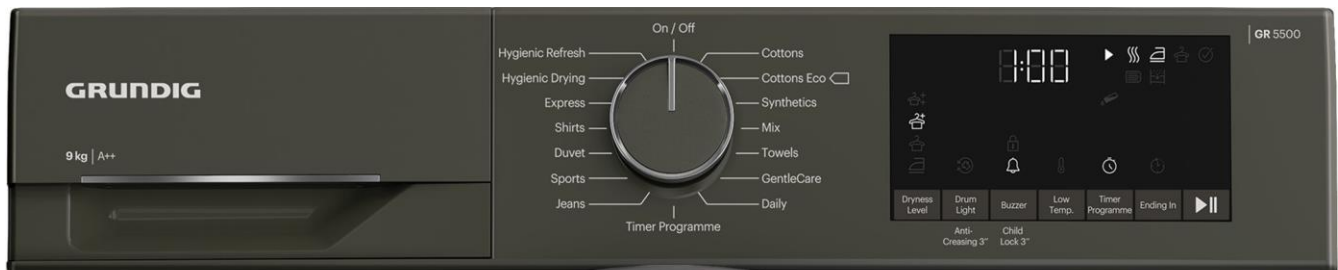 GRUNDIG
9 kg | A++
On / Off
Hygienic Refresh
Hygienic Drying
Express
Shirts
Duvet
Sports
Jeans
Cottons
Cottons Eco
Synthetics
Mix
Towels
GentleCare
Daily
Timer Programme
1:00
2+
2+
Dryness
Level
Drum
Light
Buzzer
Low
Temp.
Timer
Programme
Ending In
Anti-
Creasing 3"
Child
Lock 3"
GR 5500